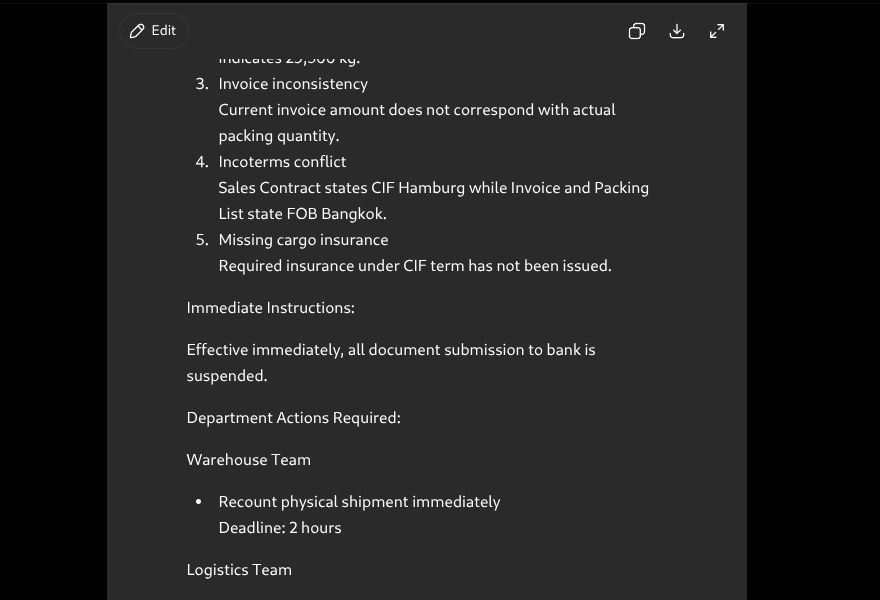 Edit
indicates 29,500 kg.
3. Invoice inconsistency
Current invoice amount does not correspond with actual
packing quantity.
4. Incoterms conflict
Sales Contract states CIF Hamburg while Invoice and Packing
List state FOB Bangkok.
5. Missing cargo insurance
Required insurance under CIF term has not been issued.
Immediate Instructions:
Effective immediately, all document submission to bank is
suspended.
Department Actions Required:
Warehouse Team
• Recount physical shipment immediately
Deadline: 2 hours
Logistics Team